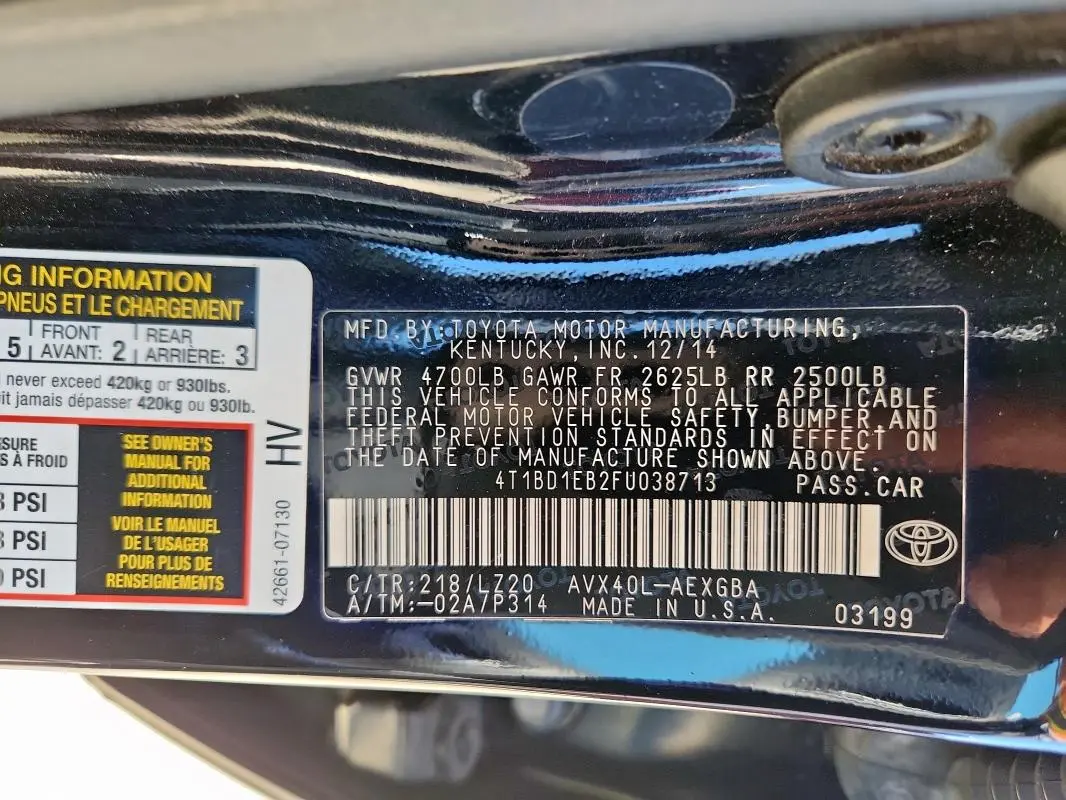 NG INFORMATION
PNEUS ET LE CHARGEMENT
5 FRONT AVANT: 2 REAR ARRIÈRE: 3
never exceed 420kg or 930lbs.
jamais dépasser 420kg ou 930lb.
À FROID
PSI
PSI
PSI
SEE OWNER'S
MANUAL FOR
ADDITIONAL
INFORMATION
VOIR LE MANUEL
DE L'USAGER
POUR PLUS DE
RENSEIGNEMENTS
HV
42661-07130
MFD BY:TOYOTA MOTOR MANUFACTURING,
KENTUCKY,INC.12/14
GVWR 4700LB GAWR FR 2625LB RR 2500LB
THIS VEHICLE CONFORMS TO ALL APPLICABLE
FEDERAL MOTOR VEHICLE SAFETY,BUMPER,AND
THEFT PREVENTION STANDARDS IN EFFECT ON
THE DATE OF MANUFACTURE SHOWN ABOVE.
4T1BD1EB2FU038713 PASS.CAR
C/TR:218/LZ20 AVX40L-AEXGBA
A/TM:-02A7P314 MADE IN U.S.A. 03199